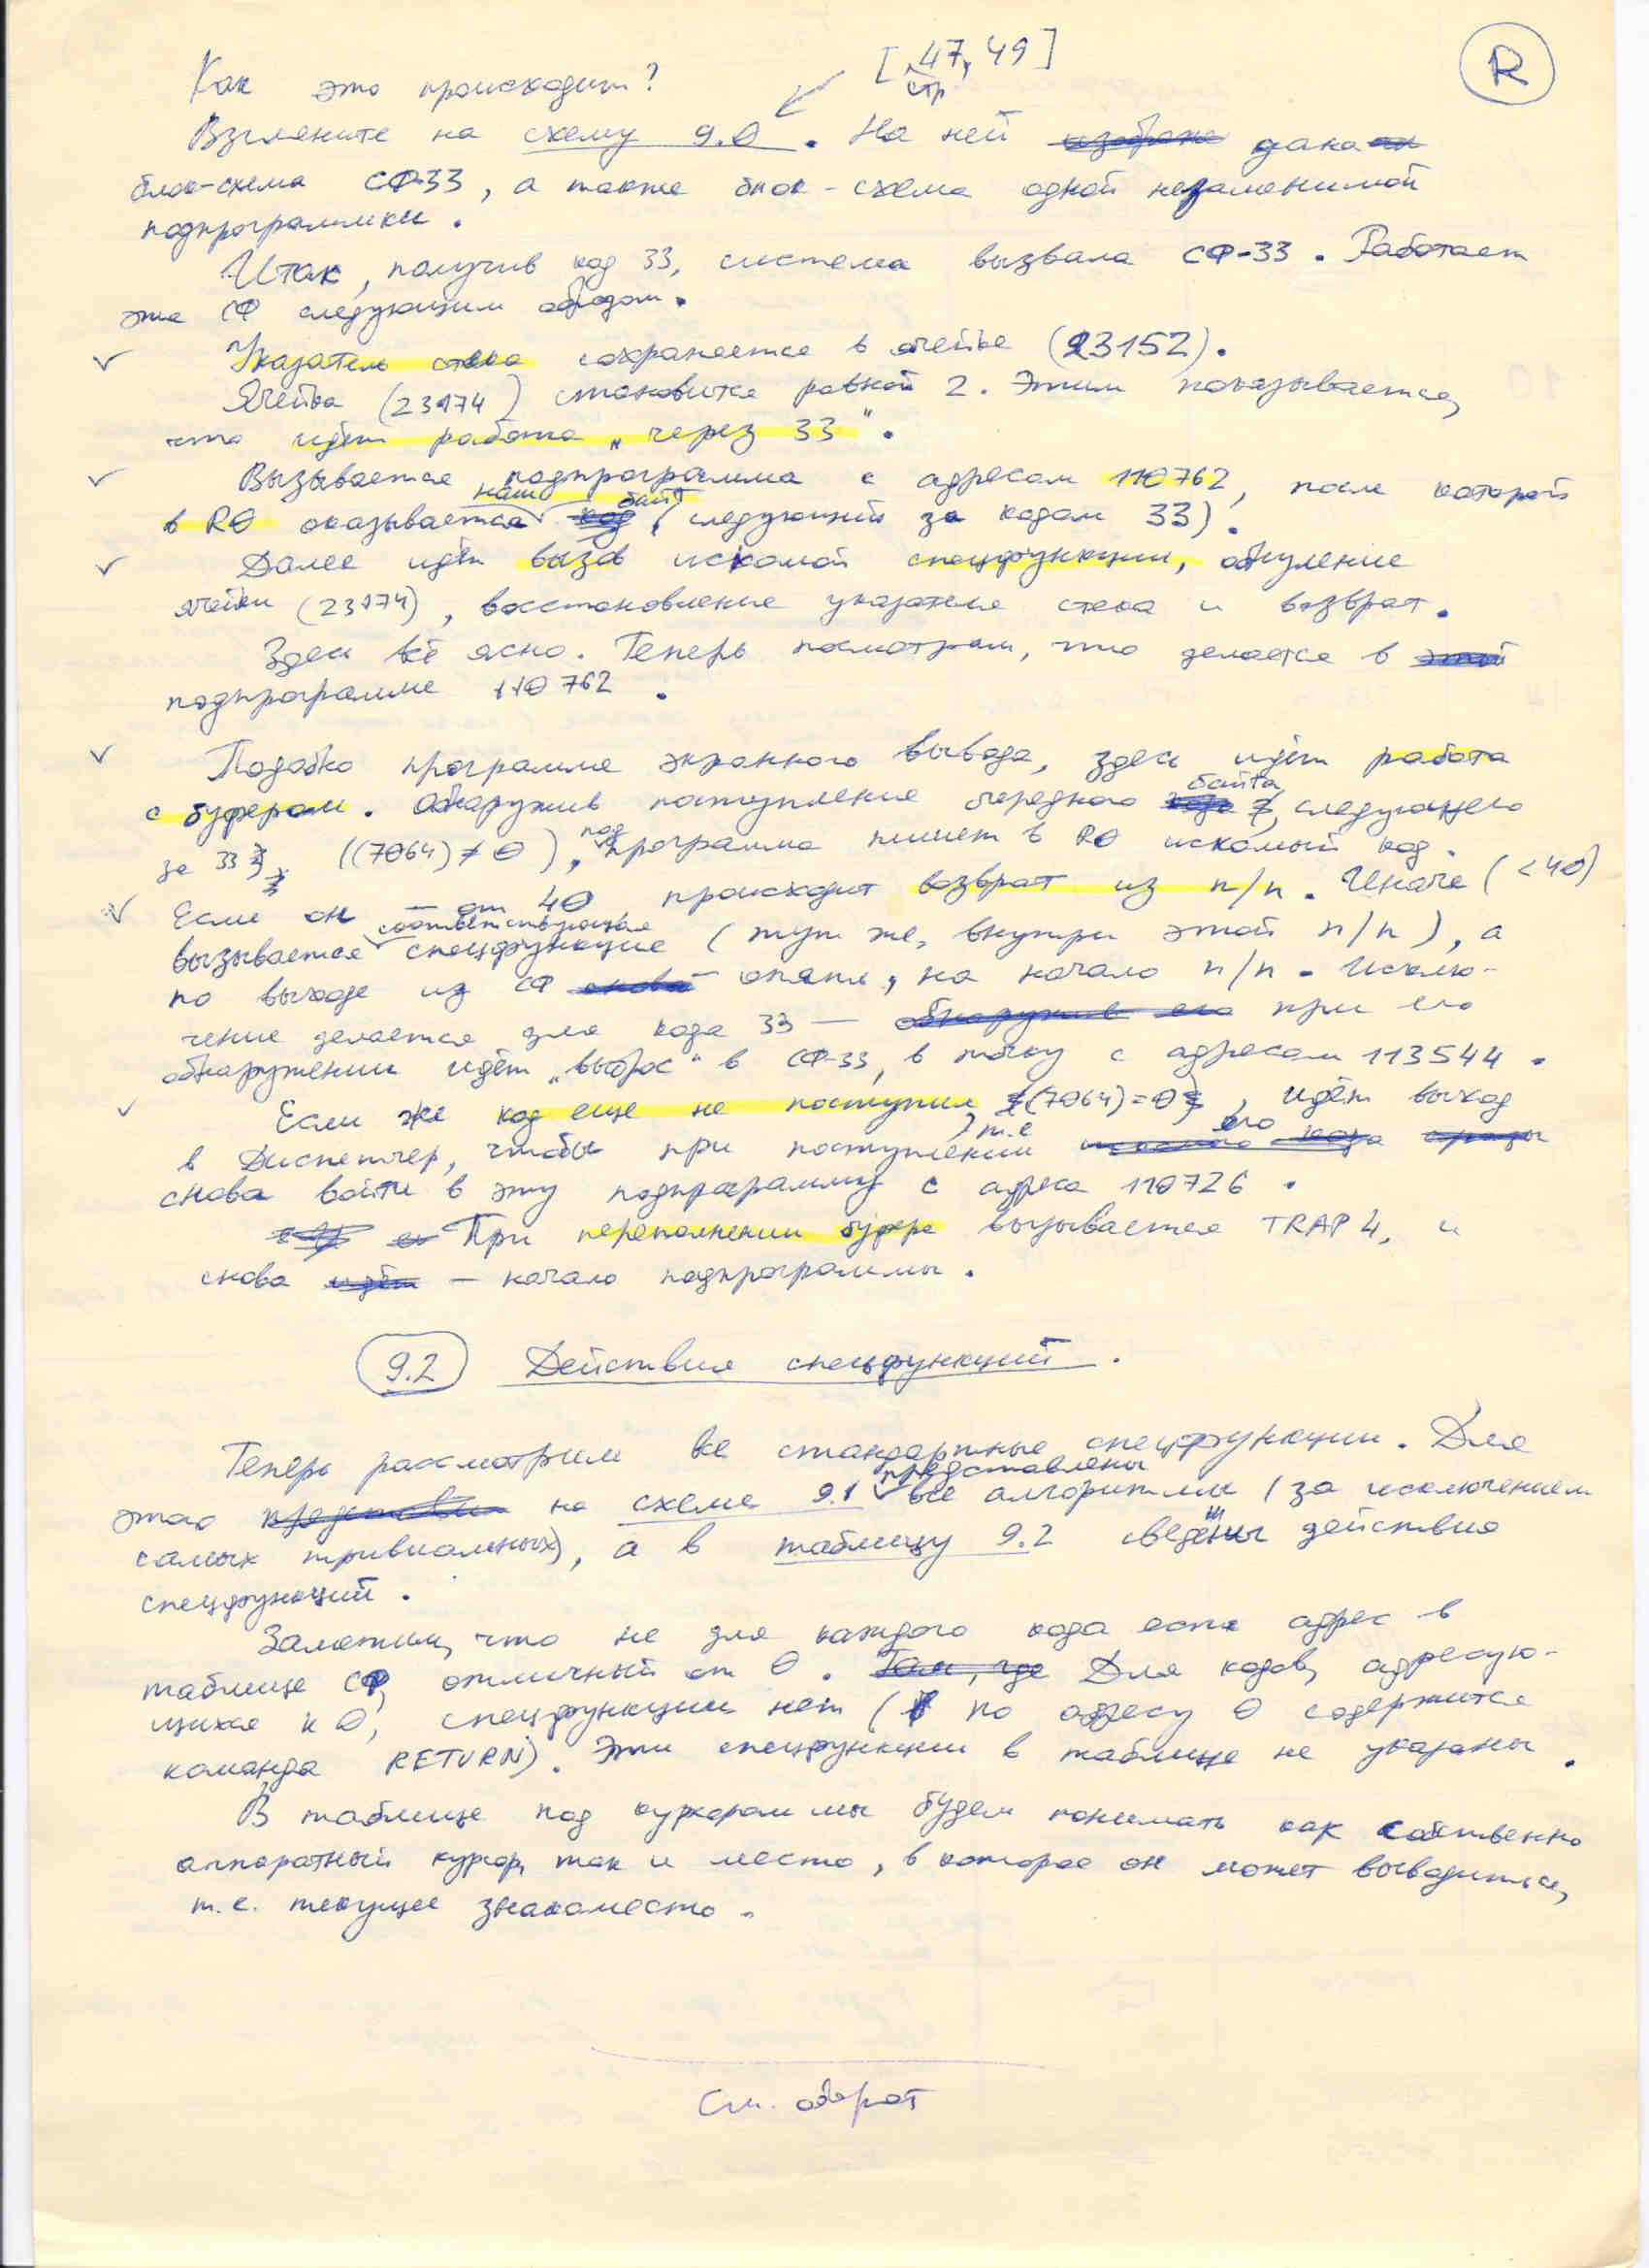 [стр 47, 49]
R
Как это происходит?
Взгляните на схему 9.0. На ней дана
блок-схема СФ-33, а также блок-схема одной незаменимой
подпрограммки.
Итак, получив код 33, система вызвала СФ-33. Работает
эта СФ следующим образом.
Указатель стека сохраняется в ячейке (23152).
Ячейка (23174) становится равной 2. Этим показывается,
что идёт работа „через 33".
Вызывается подпрограмма с адресом 110762, после которой
в R0 оказывается наш байт (следующий за кодом 33).
Далее идёт вызов искомой спецфункции, обнуление
ячейки (23174), восстановление указателя стека и возврат.
Здесь всё ясно. Теперь посмотрим, что делается в
подпрограмме 110762.
Подобно программе экранного вывода, здесь идёт работа
с буфером. Обнаружив поступление очередного байта, следующего
за 33, ((7064)≠0), подпрограмма пишет в R0 искомый код.
Если он — от 40 происходит возврат из п/п. Иначе (<40)
вызывается соответствующая спецфункция (тут же, внутри этой п/п), а
по выходе из СФ — опять, на начало п/п. Исклю-
чение делается для кода 33 — при его
обнаружении идёт „выброс" в СФ-33, в точку с адресом 113544.
Если же код еще не поступил, т.е (7064)=0, идёт выход
в Диспетчер, чтобы при поступлении его
снова войти в эту подпрограмму с адреса 110726.
При переполнении буфера вызывается TRAP 4, и
снова — начало подпрограммы.
9.2 Действия спецфункций.
Теперь рассмотрим все стандартные спецфункции. Для
этого на схеме 9.1 представлены все алгоритмы (за исключением
самых тривиальных), а в таблицу 9.2 сведены действия
спецфункций.
Заметим, что не для каждого кода есть адрес в
таблице СФ, отличный от 0. Для кодов, адресую-
щихся к 0, спецфункции нет (по адресу 0 содержится
команда RETURN). Эти спецфункции в таблице не указаны.
В таблице под курсором мы будем понимать как собственно
аппаратный курсор, так и место, в которое он может выводиться,
т.е. текущее знакоместо.
См. оборот